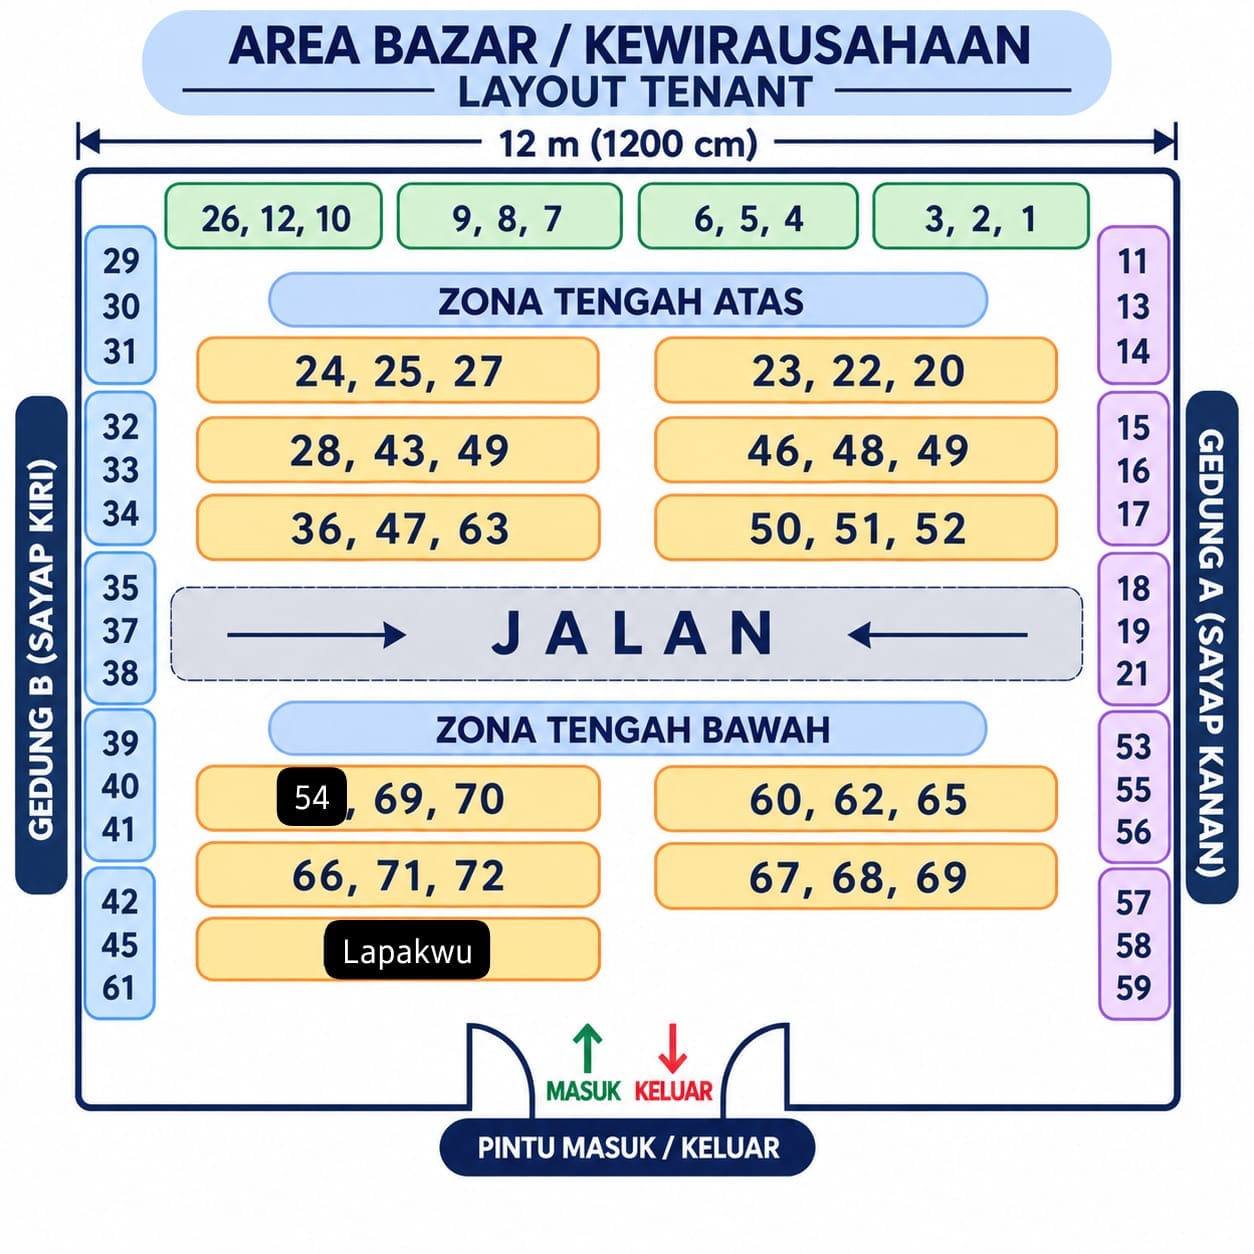 AREA BAZAR / KEWIRAUSAHAAN
LAYOUT TENANT
12 m (1200 cm)
26, 12, 10
9, 8, 7
6, 5, 4
3, 2, 1
29
30
31
32
33
34
35
37
38
39
40
41
42
45
61
GEDUNG B (SAYAP KIRI)
ZONA TENGAH ATAS
24, 25, 27
23, 22, 20
28, 43, 49
46, 48, 49
36, 47, 63
50, 51, 52
JALAN
ZONA TENGAH BAWAH
54, 69, 70
60, 62, 65
66, 71, 72
67, 68, 69
Lapakwu
11
13
14
15
16
17
18
19
21
53
55
56
57
58
59
GEDUNG A (SAYAP KANAN)
MASUK KELUAR
PINTU MASUK / KELUAR